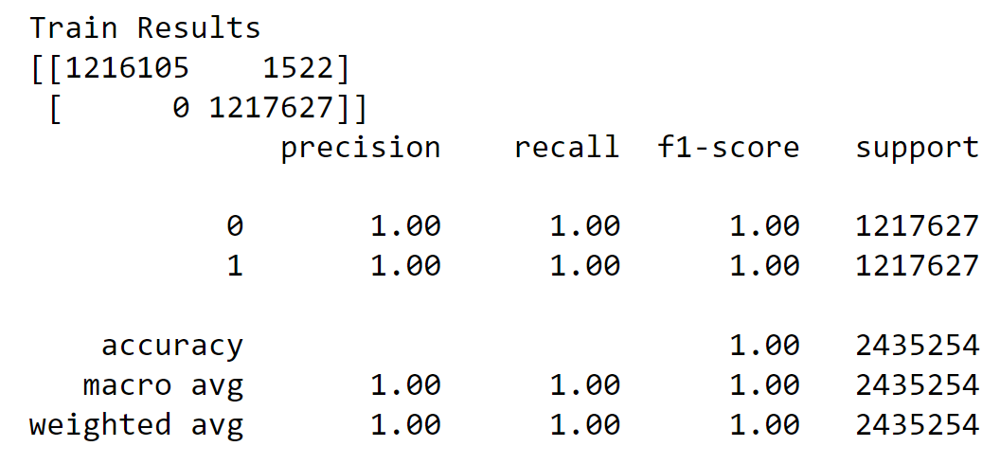 Train Results
[[1216105    1522]
 [      0 1217627]]
              precision    recall  f1-score   support

           0       1.00      1.00      1.00   1217627
           1       1.00      1.00      1.00   1217627

    accuracy                           1.00   2435254
   macro avg       1.00      1.00      1.00   2435254
weighted avg       1.00      1.00      1.00   2435254